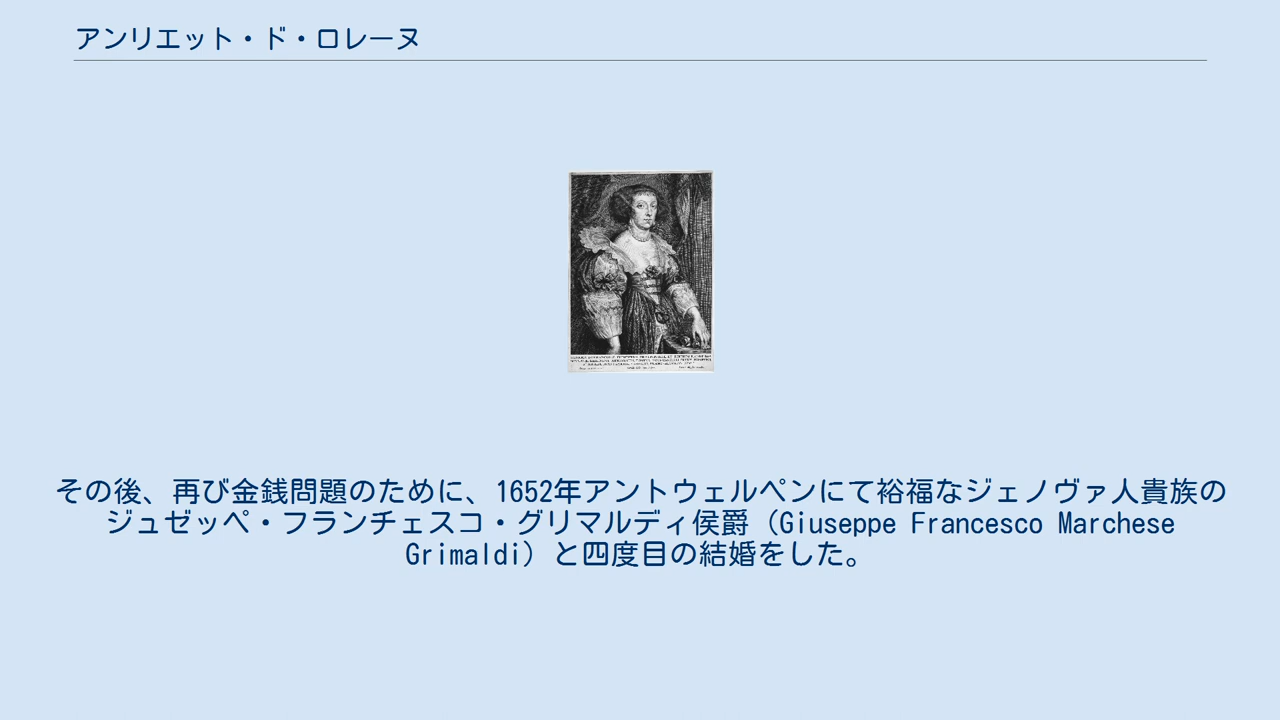 アンリエット・ド・ロレーヌ
その後、再び金銭問題のために、1652年アントウェルペンにて裕福なジェノヴァ人貴族の
ジュゼッペ・フランチェスコ・グリマルディ侯爵（Giuseppe Francesco Marchese
Grimaldi）と四度目の結婚をした。